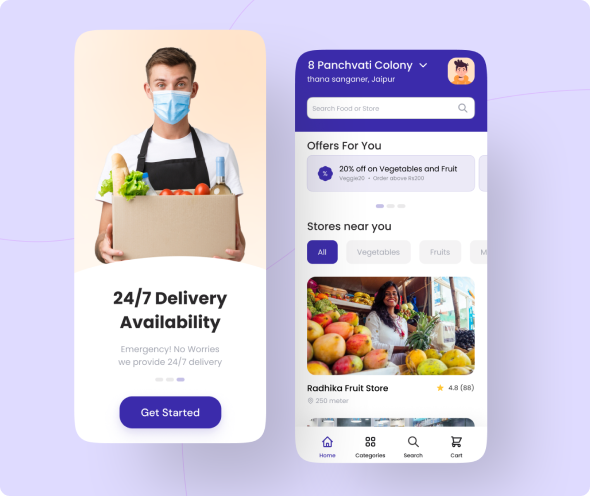 24/7 Delivery
Availability
Emergency! No Worries
we provide 24/7 delivery
Get Started
8 Panchvati Colony
thana sanganer, Jaipur
Search Food or Store
Offers For You
%
20% off on Vegetables and Fruit
Veggie20 • Order above Rs200
Stores near you
All
Vegetables
Fruits
M
Radhika Fruit Store
4.8 (88)
250 meter
Home
Categories
Search
Cart